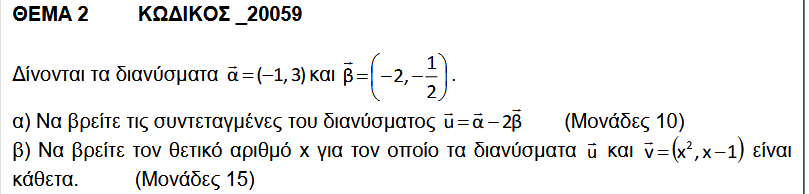 ΘΕΜΑ 2 ΚΩΔΙΚΟΣ _20059
Δίνονται τα διανύσματα α⃗=(−1,3) και β⃗=(−2,−1/2).
α) Να βρείτε τις συντεταγμένες του διανύσματος u⃗=α⃗−2β⃗ (Μονάδες 10)
β) Να βρείτε τον θετικό αριθμό x για τον οποίο τα διανύσματα u⃗ και v⃗=(x²,x−1) είναι
κάθετα. (Μονάδες 15)